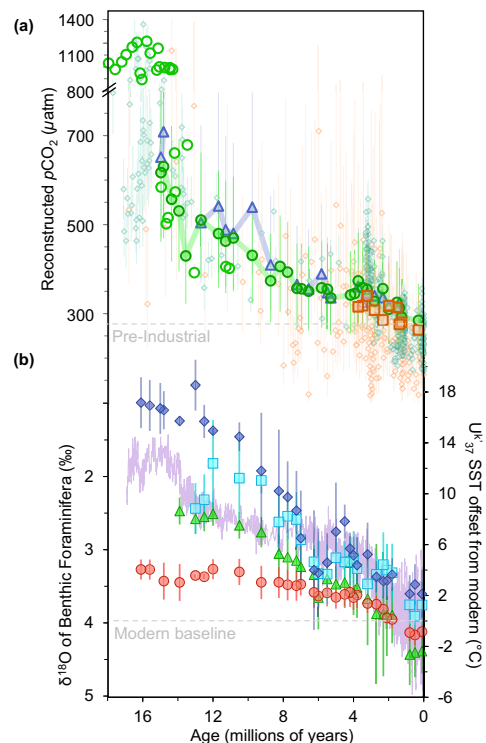 (a)
1400
1100
800
700
500
300
Reconstructed pCO₂ (μatm)
Pre-Industrial
(b)
2
3
4
5
δ¹⁸O of Benthic Foraminifera (‰)
18
14
10
6
2
-2
-6
Uᵏ'₃₇ SST offset from modern (°C)
Modern baseline
16 12 8 4 0
Age (millions of years)